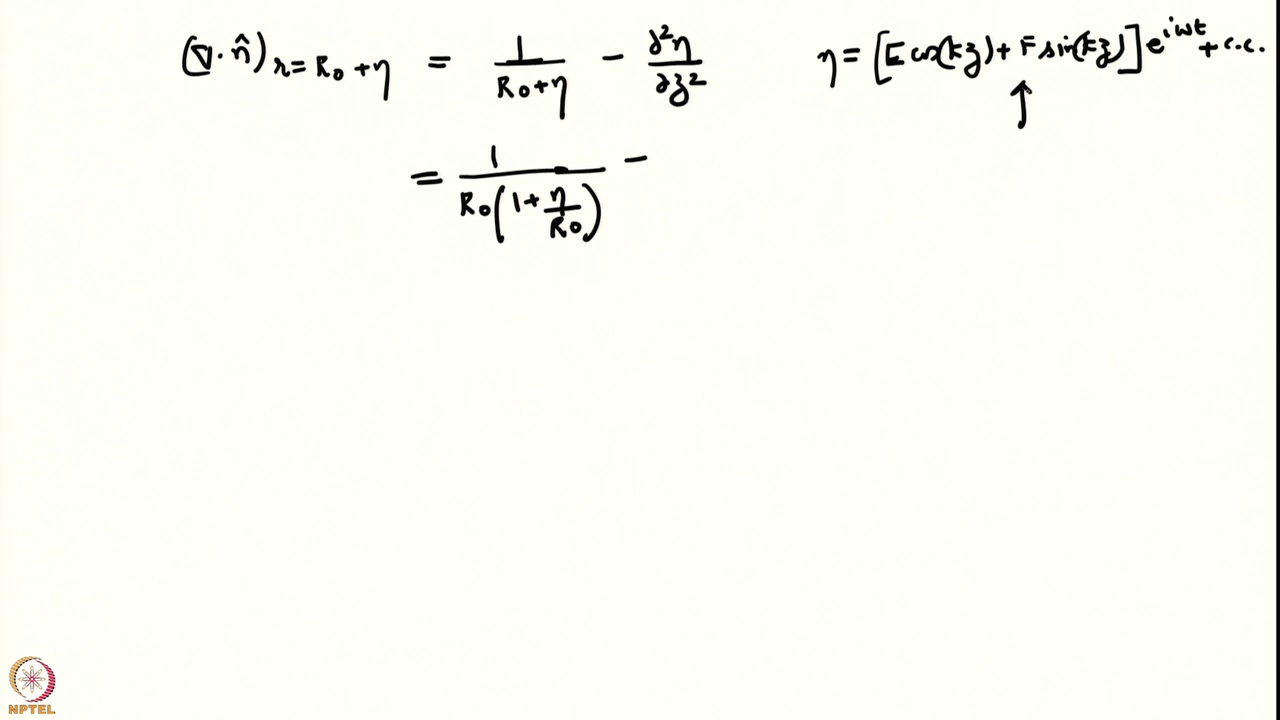 (∇·n̂)_{r=R₀+η} = 1/(R₀+η) − ∂²η/∂z²    η = [E cos(kz) + F sin(kz)] e^{iωt} + c.c.
= 1/(R₀(1+η/R₀)) −
NPTEL